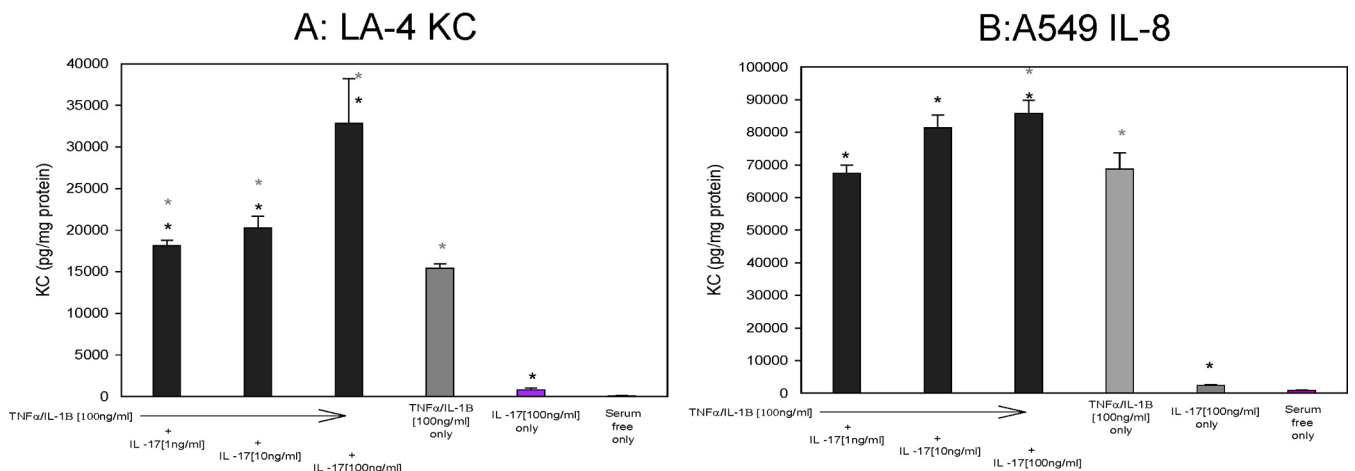 A: LA-4 KC
40000
35000
30000
25000
20000
15000
10000
5000
0
KC (pg/mg protein)
*
*
*
*
*
*
*
*
TNFα/IL-1B [100ng/ml]
+
IL -17[1ng/ml]
+
IL -17[10ng/ml]
+
IL -17[100ng/ml]
TNFα/IL-1B
[100ng/ml]
only
IL -17[100ng/ml]
only
Serum
free
only
B:A549 IL-8
100000
90000
80000
70000
60000
50000
40000
30000
20000
10000
0
KC (pg/mg protein)
*
*
*
*
*
*
TNFα/IL-1B [100ng/ml]
+
IL -17[1ng/ml]
+
IL -17[10ng/ml]
+
IL -17[100ng/ml]
TNFα/IL-1B
[100ng/ml] only
IL -17[100ng/ml]
only
Serum
free
only